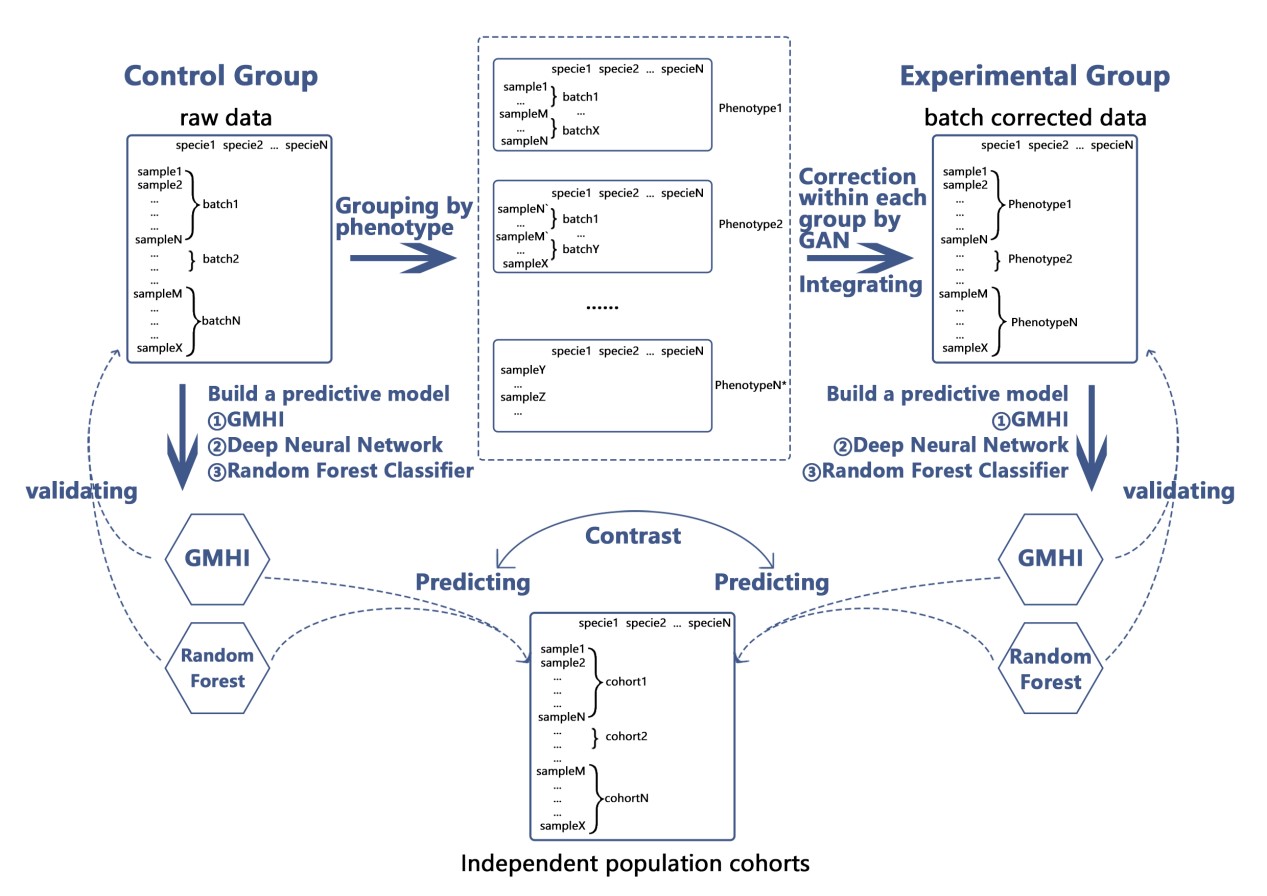 Control Group
raw data
specie1 specie2 ... specieN
sample1
sample2
...
...
...
sampleN
batch1
...
...
...
batch2
sampleM
...
...
...
sampleX
batchN
Grouping by
phenotype
specie1 specie2 ... specieN
sample1
...
sampleM
...
sampleN
batch1
...
batchX
Phenotype1
specie1 specie2 ... specieN
sampleN`
...
sampleM`
...
sampleX
batch1
...
batchY
Phenotype2
......
specie1 specie2 ... specieN
sampleY
...
sampleZ
...
PhenotypeN*
Correction
within each
group by
GAN
Integrating
Experimental Group
batch corrected data
specie1 specie2 ... specieN
sample1
sample2
...
...
...
sampleN
Phenotype1
...
...
...
Phenotype2
sampleM
...
...
...
sampleX
PhenotypeN
Build a predictive model
①GMHI
②Deep Neural Network
③Random Forest Classifier
validating
GMHI
Random
Forest
Build a predictive model
①GMHI
②Deep Neural Network
③Random Forest Classifier
validating
GMHI
Random
Forest
Contrast
Predicting
Predicting
specie1 specie2 ... specieN
sample1
sample2
...
...
...
sampleN
cohort1
...
...
...
cohort2
sampleM
...
...
...
sampleX
cohortN
Independent population cohorts